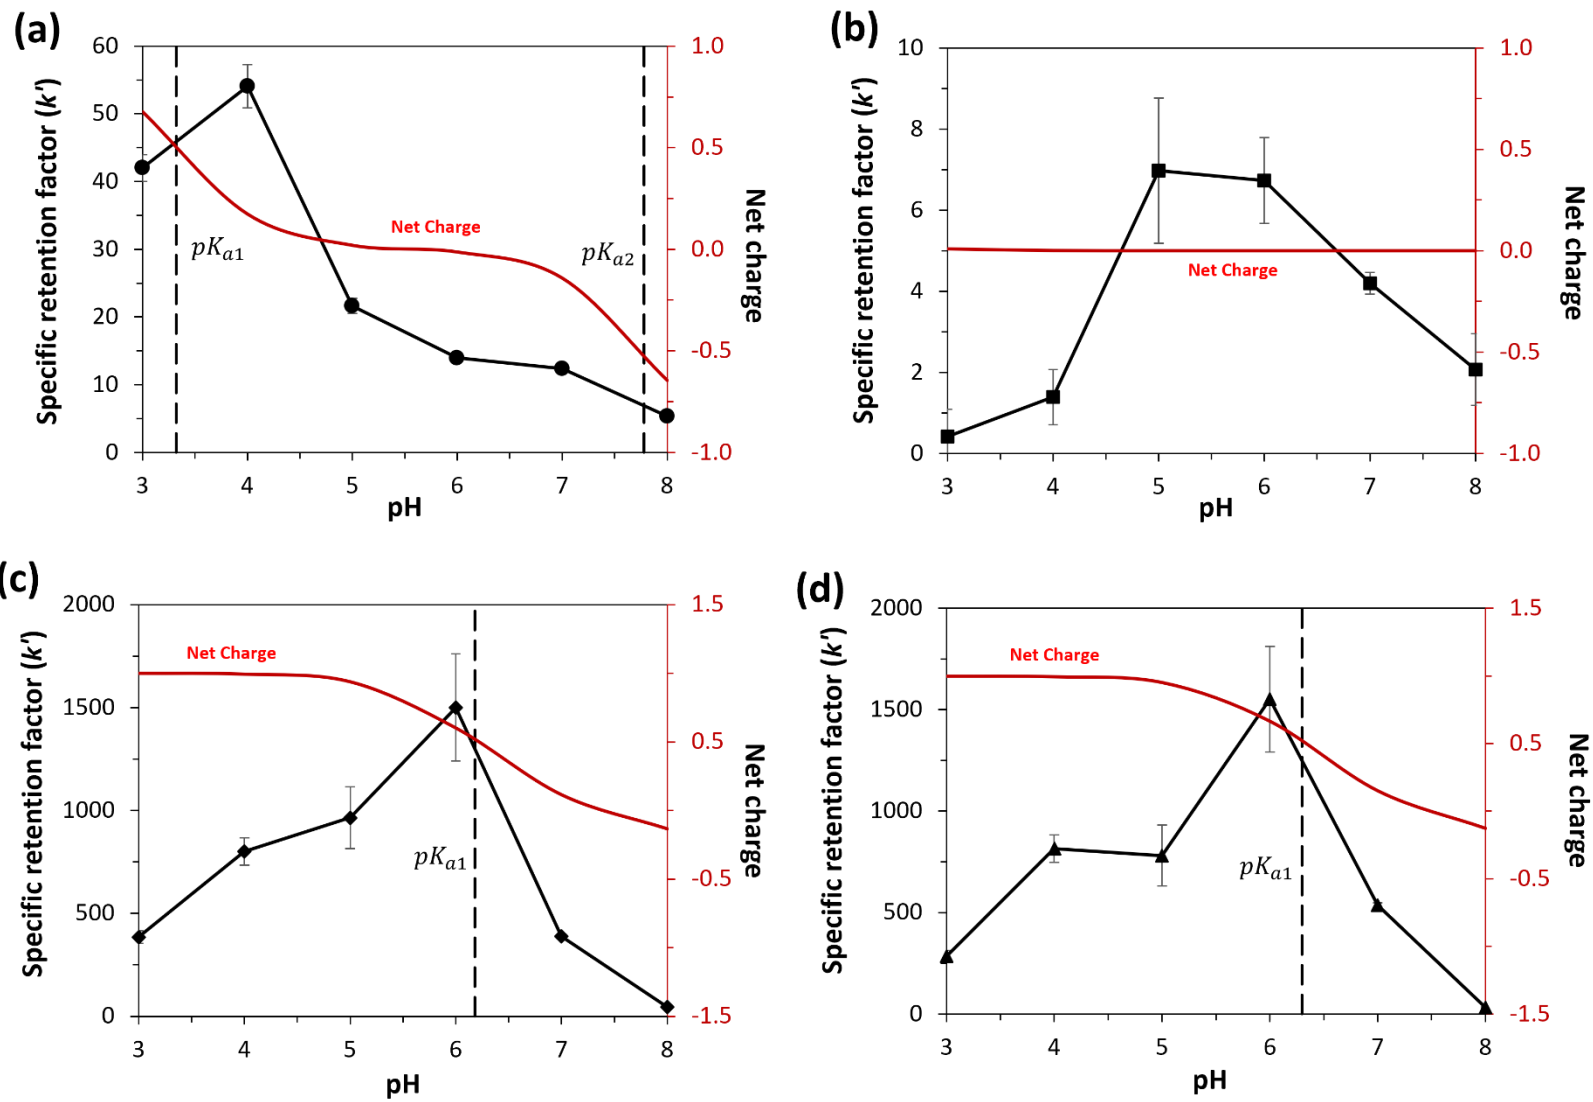 (a)
Specific retention factor (k')
60
50
40
30
20
10
0
3
4
5
6
7
8
pH
1.0
0.5
0.0
-0.5
-1.0
Net charge
Net Charge
pKa1
pKa2
(b)
Specific retention factor (k')
10
8
6
4
2
0
3
4
5
6
7
8
pH
1.0
0.5
0.0
-0.5
-1.0
Net charge
Net Charge
(c)
Specific retention factor (k')
2000
1500
1000
500
0
3
4
5
6
7
8
pH
1.5
0.5
-0.5
-1.5
Net charge
Net Charge
pKa1
(d)
Specific retention factor (k')
2000
1500
1000
500
0
3
4
5
6
7
8
pH
1.5
0.5
-0.5
-1.5
Net charge
Net Charge
pKa1